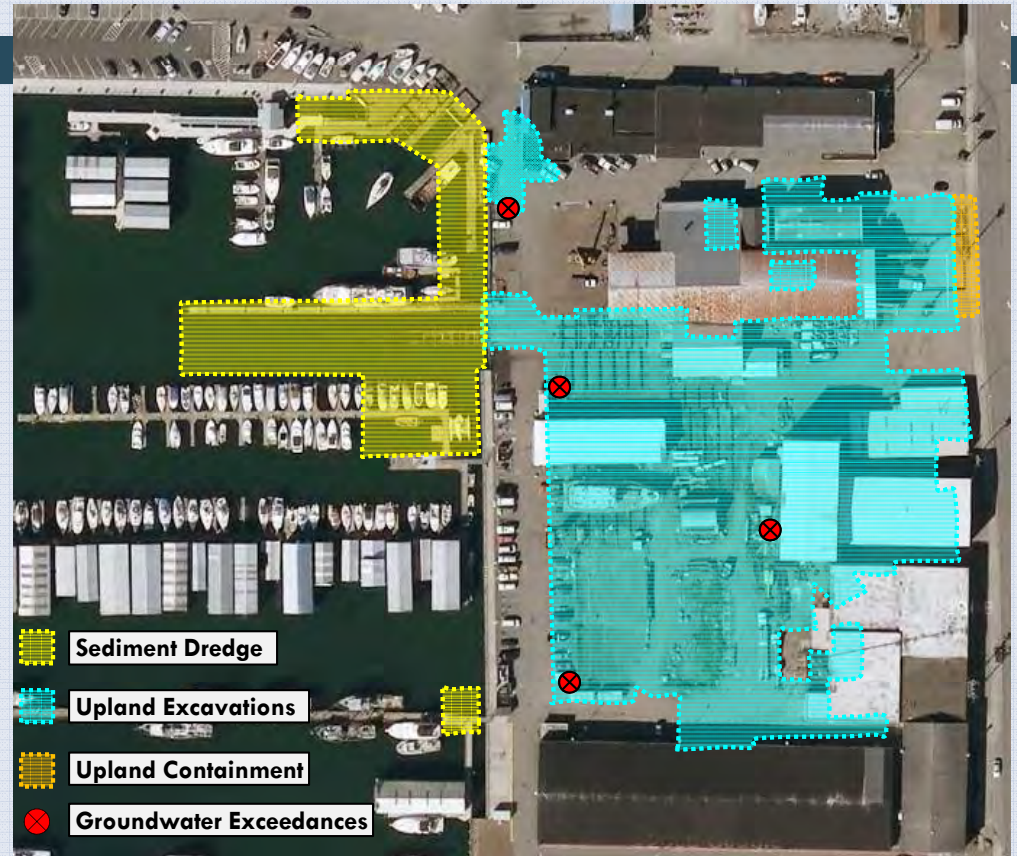 Sediment Dredge
Upland Excavations
Upland Containment
Groundwater Exceedances